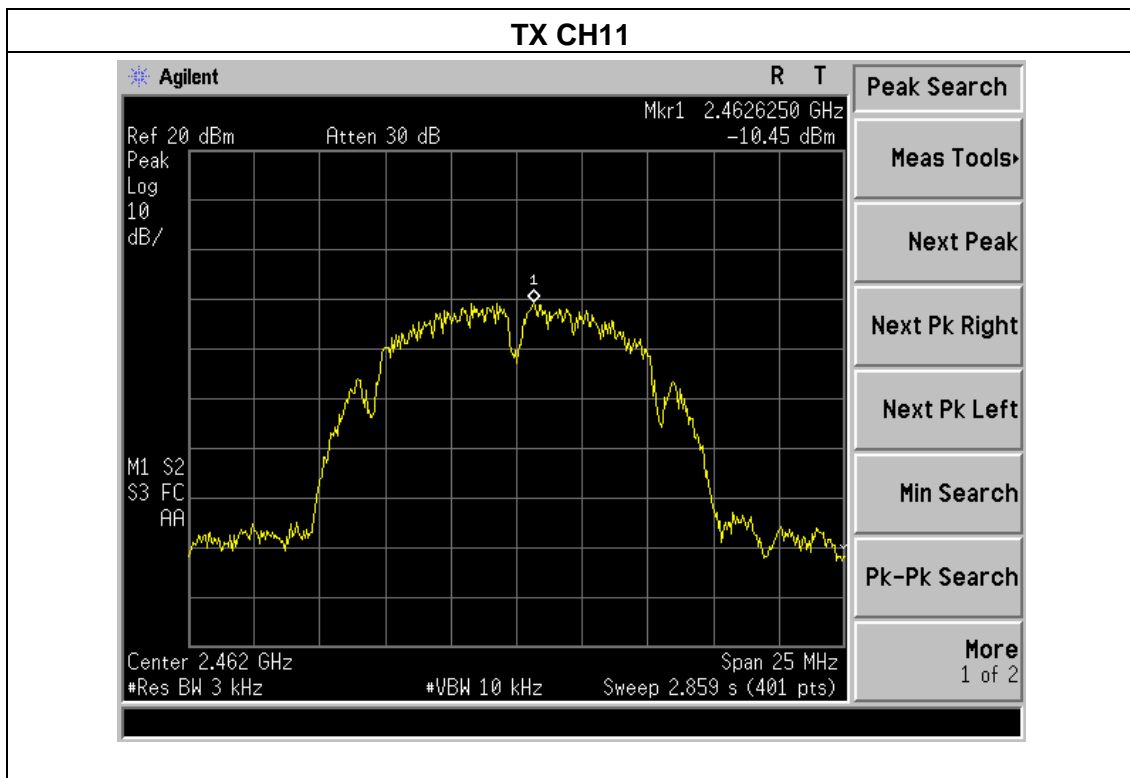 TX CH11
Agilent
R T
Mkr1 2.4626250 GHz
Ref 20 dBm Atten 30 dB -10.45 dBm
Peak
Log
10
dB/
1
M1 S2
S3 FC
AA
Center 2.462 GHz Span 25 MHz
#Res BW 3 kHz #VBW 10 kHz Sweep 2.859 s (401 pts)
Peak Search
Meas Tools
Next Peak
Next Pk Right
Next Pk Left
Min Search
Pk-Pk Search
More
1 of 2